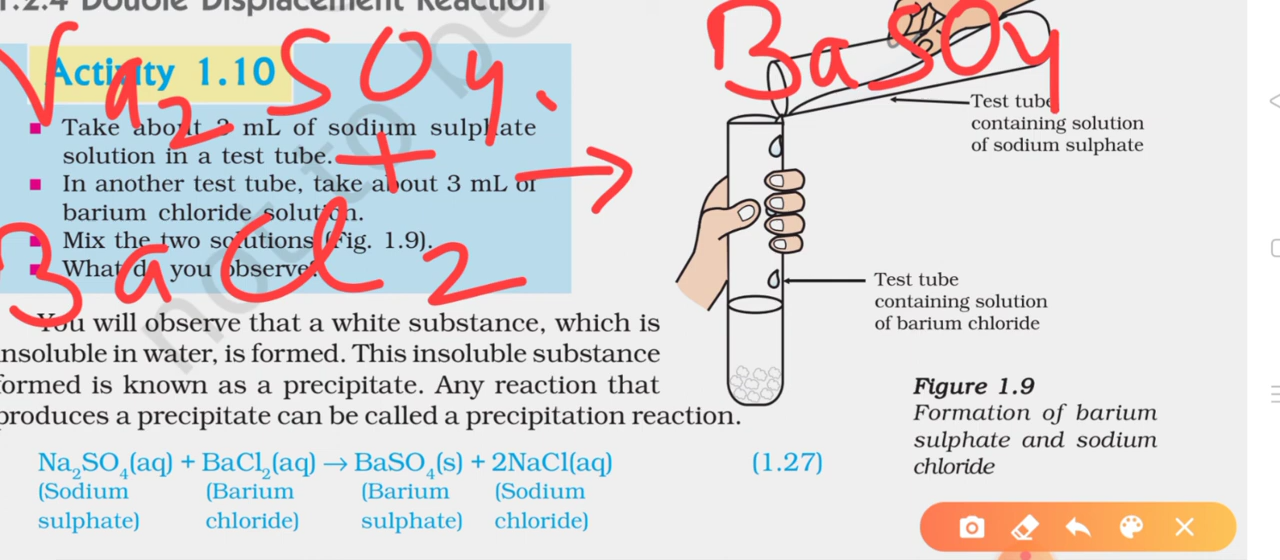 1.2.4 Double Displacement Reaction
Activity 1.10
Take about 3 mL of sodium sulphate
solution in a test tube.
In another test tube, take about 3 mL of
barium chloride solution.
Mix the two solutions (Fig. 1.9).
What do you observe?
Na2SO4
+
BaCl2
→
BaSO4
Test tube
containing solution
of sodium sulphate
Test tube
containing solution
of barium chloride
You will observe that a white substance, which is
insoluble in water, is formed. This insoluble substance
formed is known as a precipitate. Any reaction that
produces a precipitate can be called a precipitation reaction.
Figure 1.9
Formation of barium
sulphate and sodium
chloride
Na₂SO₄(aq) + BaCl₂(aq) → BaSO₄(s) + 2NaCl(aq) (1.27)
(Sodium (Barium (Barium (Sodium
sulphate) chloride) sulphate) chloride)
not to be